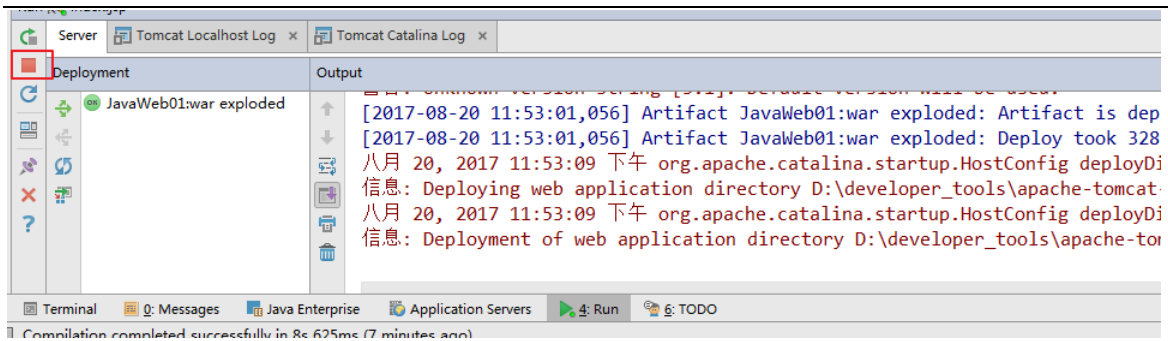 Server Tomcat Localhost Log × Tomcat Catalina Log ×
Deployment Output
JavaWeb01:war exploded
[2017-08-20 11:53:01,056] Artifact JavaWeb01:war exploded: Artifact is dep
[2017-08-20 11:53:01,056] Artifact JavaWeb01:war exploded: Deploy took 328
八月 20, 2017 11:53:09 下午 org.apache.catalina.startup.HostConfig deployDi
信息: Deploying web application directory D:\developer_tools\apache-tomcat-
八月 20, 2017 11:53:09 下午 org.apache.catalina.startup.HostConfig deployDi
信息: Deployment of web application directory D:\developer_tools\apache-tom
Terminal 0: Messages Java Enterprise Application Servers 4: Run 6: TODO
Compilation completed successfully in 8s 625ms (7 minutes ago)